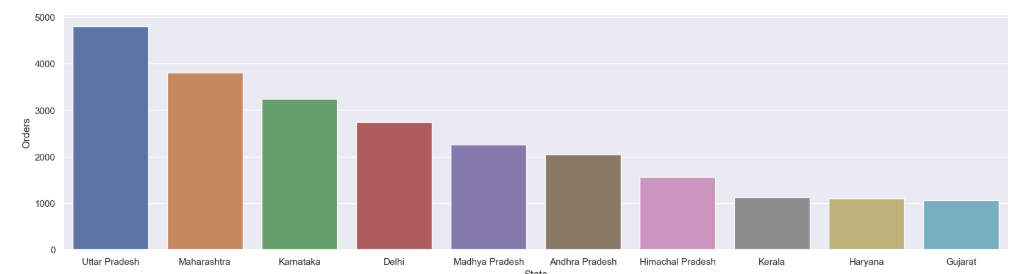 5000
4000
3000
2000
1000
0
Orders
Uttar Pradesh Maharashtra Karnataka Delhi Madhya Pradesh Andhra Pradesh Himachal Pradesh Kerala Haryana Gujarat
State